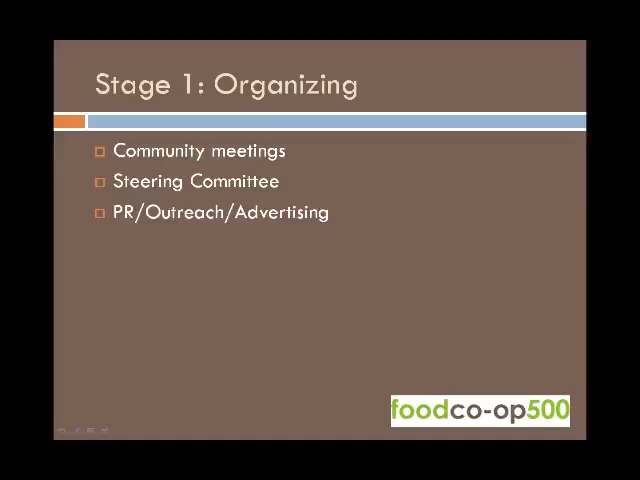 Stage 1: Organizing
Community meetings
Steering Committee
PR/Outreach/Advertising
foodco-op500